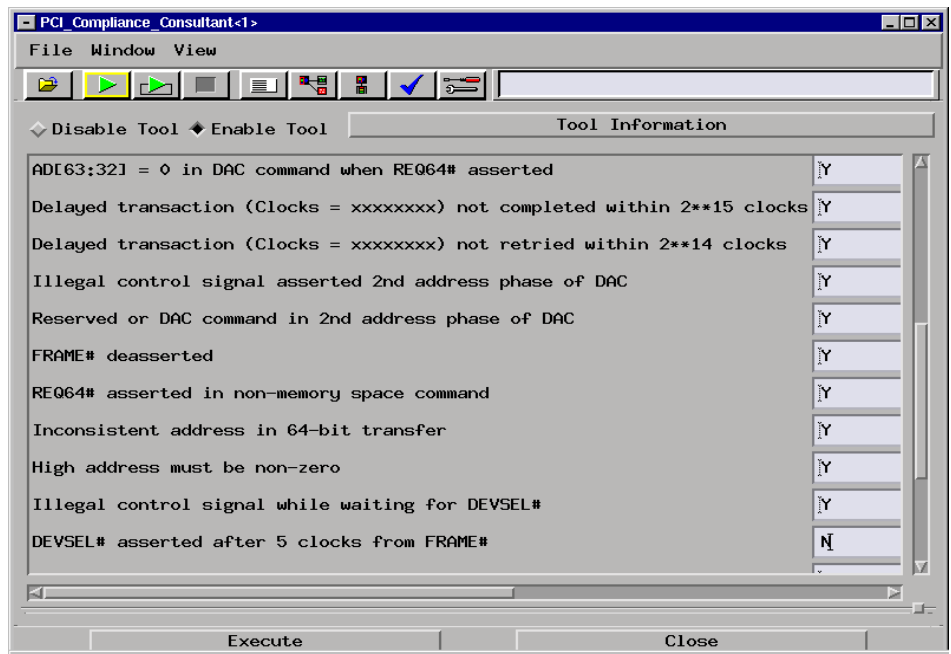 PCI_Compliance_Consultant<1>
File Window View
Disable Tool Enable Tool Tool Information
AD[63:32] = 0 in DAC command when REQ64# asserted Y
Delayed transaction (Clocks = xxxxxxxx) not completed within 2**15 clocks Y
Delayed transaction (Clocks = xxxxxxxx) not retried within 2**14 clocks Y
Illegal control signal asserted 2nd address phase of DAC Y
Reserved or DAC command in 2nd address phase of DAC Y
FRAME# deasserted Y
REQ64# asserted in non-memory space command Y
Inconsistent address in 64-bit transfer Y
High address must be non-zero Y
Illegal control signal while waiting for DEVSEL# Y
DEVSEL# asserted after 5 clocks from FRAME# N
Execute Close